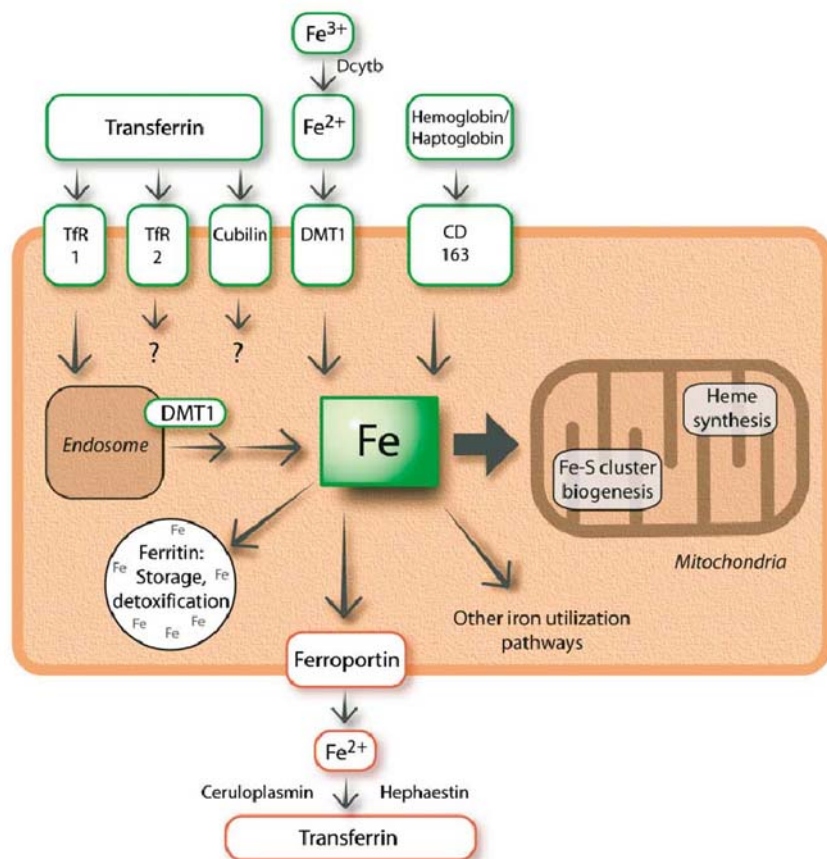 Fe3+
Dcytb
Transferrin
Fe2+
Hemoglobin/
Haptoglobin
TfR
1
TfR
2
Cubilin
DMT1
CD
163
?
?
DMT1
Endosome
Fe
Heme
synthesis
Fe-S cluster
biogenesis
Mitochondria
Fe
Ferritin:
Fe
Storage,
Fe
detoxification
Fe
Fe
Fe
Other iron utilization
pathways
Ferroportin
Fe2+
Ceruloplasmin
Hephaestin
Transferrin